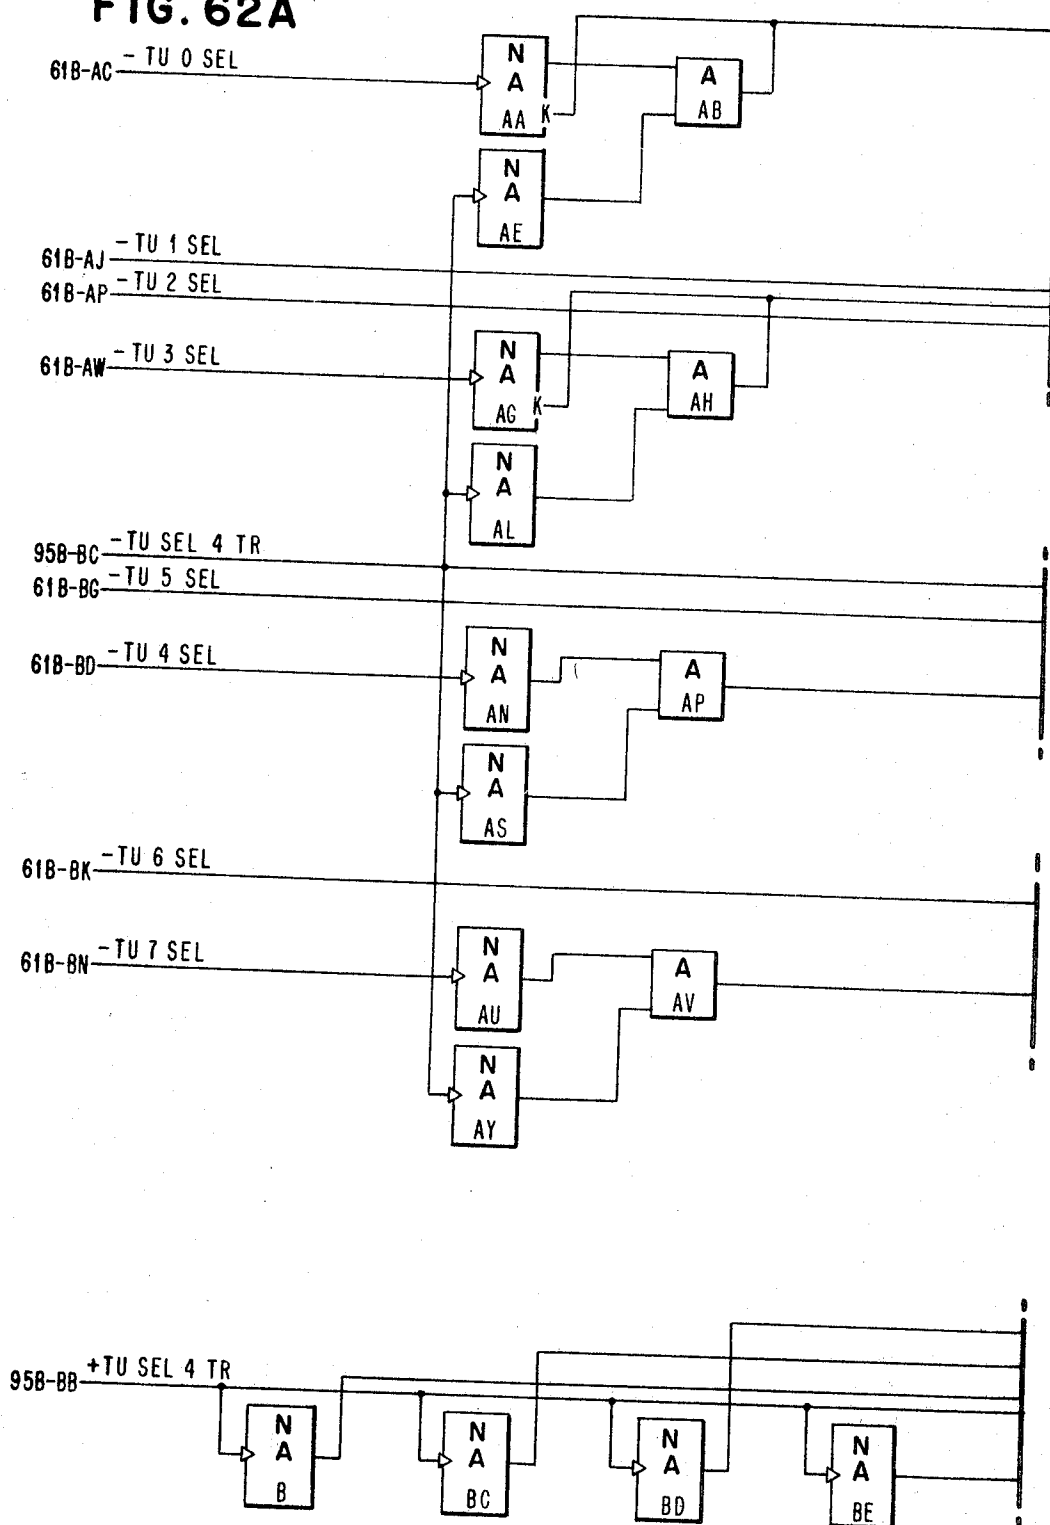 FIG. 62A
61B-AC -TU 0 SEL
N
A
AA K
A
AB
N
A
AE
61B-AJ -TU 1 SEL
61B-AP -TU 2 SEL
61B-AW -TU 3 SEL
N
A
AG K
A
AH
N
A
AL
95B-BC -TU SEL 4 TR
61B-BG -TU 5 SEL
61B-BD -TU 4 SEL
N
A
AN
A
AP
N
A
AS
61B-BK -TU 6 SEL
61B-BN -TU 7 SEL
N
A
AU
A
AV
N
A
AY
95B-BB +TU SEL 4 TR
N
A
B
N
A
BC
N
A
BD
N
A
BE